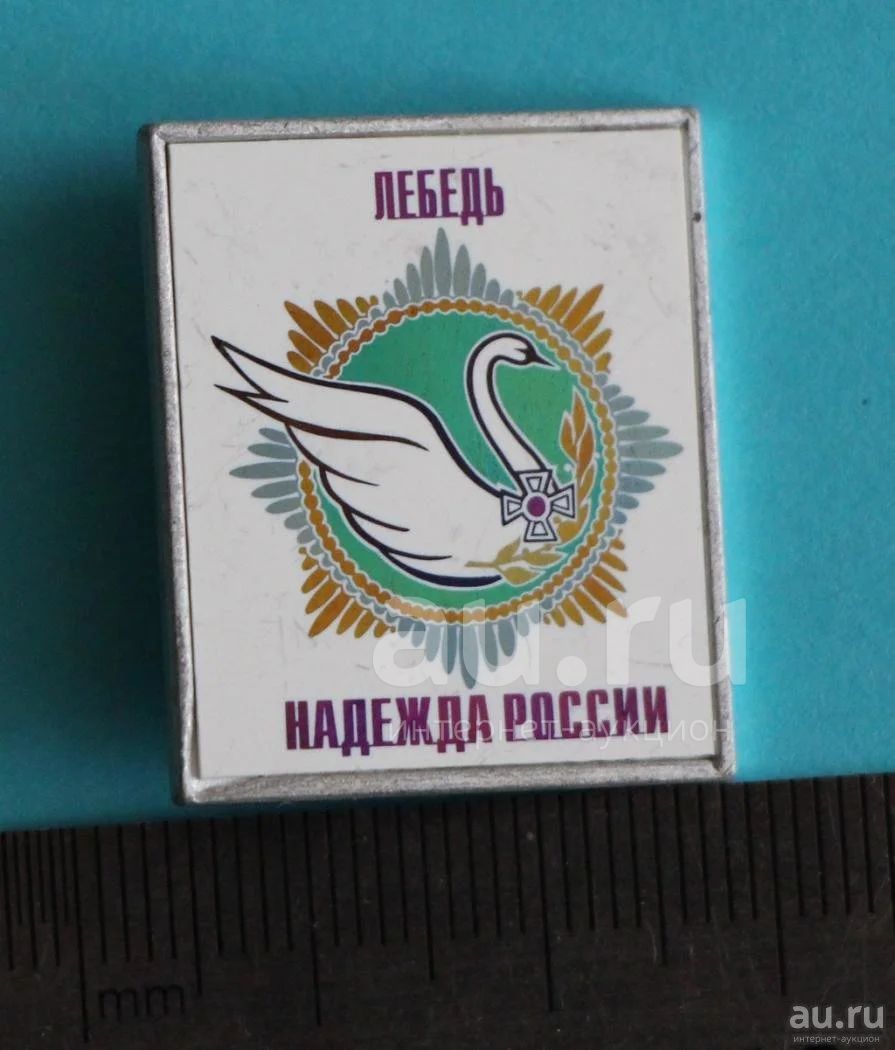 ЛЕБЕДЬ
НАДЕЖДА РОССИИ
au.ru
интернет-аукцион
mm
au.ru
интернет-аукцион